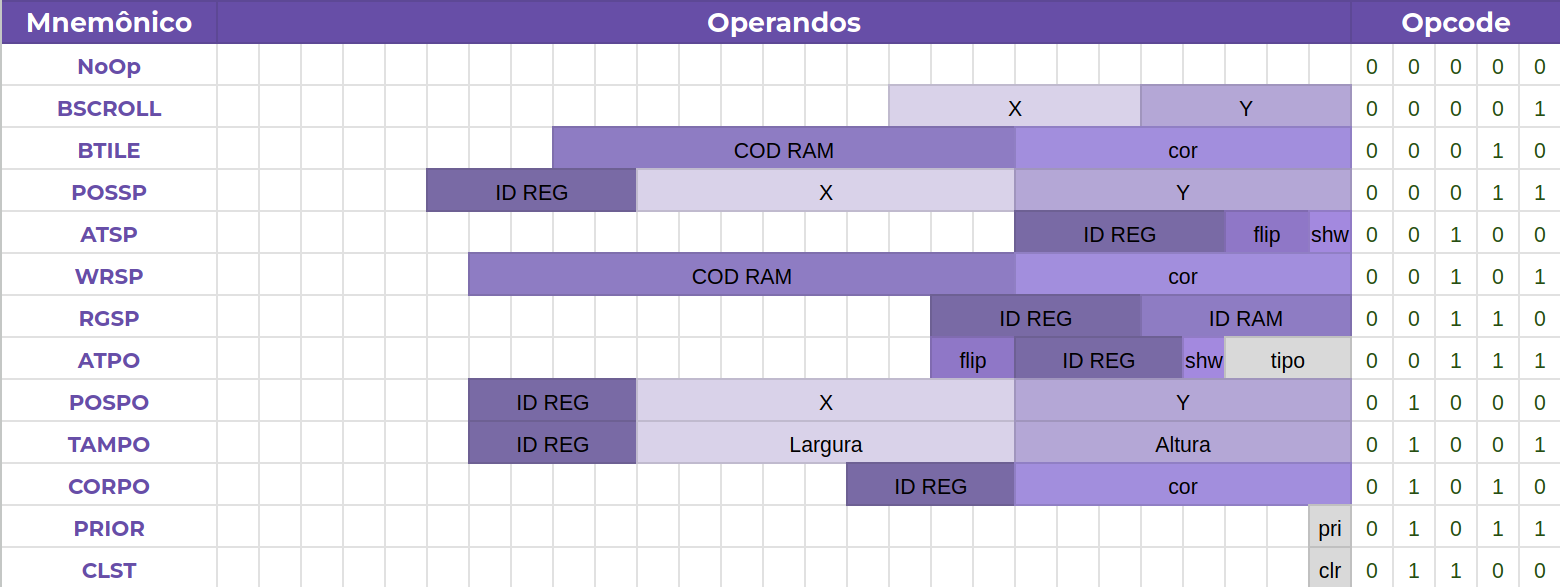 Mnemônico Operandos Opcode
NoOp 0 0 0 0 0
BSCROLL X Y 0 0 0 0 1
BTILE COD RAM cor 0 0 0 1 0
POSSP ID REG X Y 0 0 0 1 1
ATSP ID REG flip shw 0 0 1 0 0
WRSP COD RAM cor 0 0 1 0 1
RGSP ID REG ID RAM 0 0 1 1 0
ATPO flip ID REG shw tipo 0 0 1 1 1
POSPO ID REG X Y 0 1 0 0 0
TAMPO ID REG Largura Altura 0 1 0 0 1
CORPO ID REG cor 0 1 0 1 0
PRIOR pri 0 1 0 1 1
CLST clr 0 1 1 0 0